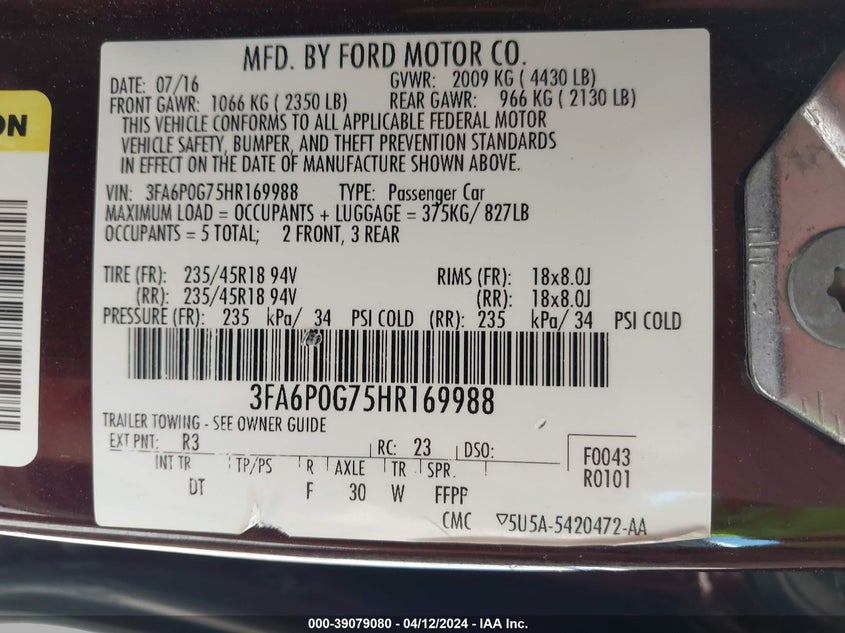 MFD. BY FORD MOTOR CO.
DATE: 07/16 GVWR: 2009 KG ( 4430 LB)
FRONT GAWR: 1066 KG ( 2350 LB) REAR GAWR: 966 KG ( 2130 LB)
THIS VEHICLE CONFORMS TO ALL APPLICABLE FEDERAL MOTOR
VEHICLE SAFETY, BUMPER, AND THEFT PREVENTION STANDARDS
IN EFFECT ON THE DATE OF MANUFACTURE SHOWN ABOVE.
VIN: 3FA6P0G75HR169988 TYPE: Passenger Car
MAXIMUM LOAD = OCCUPANTS + LUGGAGE = 375KG/ 827LB
OCCUPANTS = 5 TOTAL; 2 FRONT, 3 REAR
TIRE (FR): 235/45R18 94V RIMS (FR): 18x8.0J
(RR): 235/45R18 94V (RR): 18x8.0J
PRESSURE (FR): 235 kPa/ 34 PSI COLD (RR): 235 kPa/ 34 PSI COLD
3FA6P0G75HR169988
TRAILER TOWING - SEE OWNER GUIDE
EXT PNT: R3 RC: 23 DSO:
INT TR TP/PS R AXLE TR SPR.
DT F 30 W FFPP
F0043
R0101
CMC ▽5U5A-5420472-AA
ON
000-39079080 - 04/12/2024 - IAA Inc.